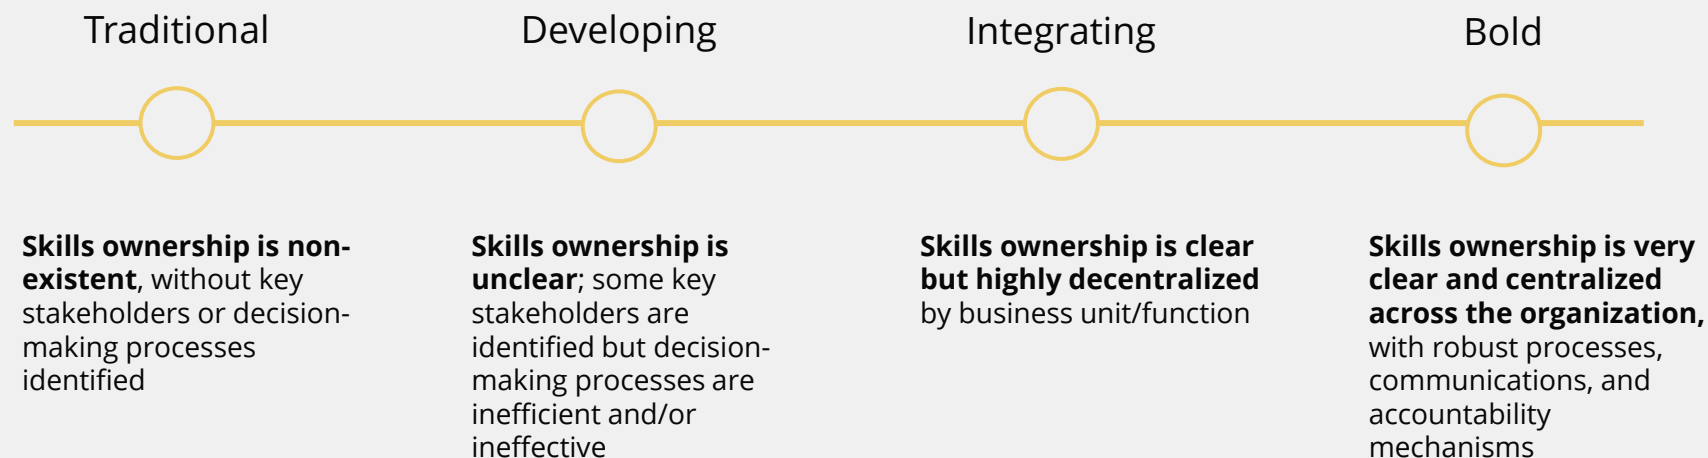 Traditional
Developing
Integrating
Bold
Skills ownership is non-
existent, without key
stakeholders or decision-
making processes
identified
Skills ownership is
unclear; some key
stakeholders are
identified but decision-
making processes are
inefficient and/or
ineffective
Skills ownership is clear
but highly decentralized
by business unit/function
Skills ownership is very
clear and centralized
across the organization,
with robust processes,
communications, and
accountability
mechanisms